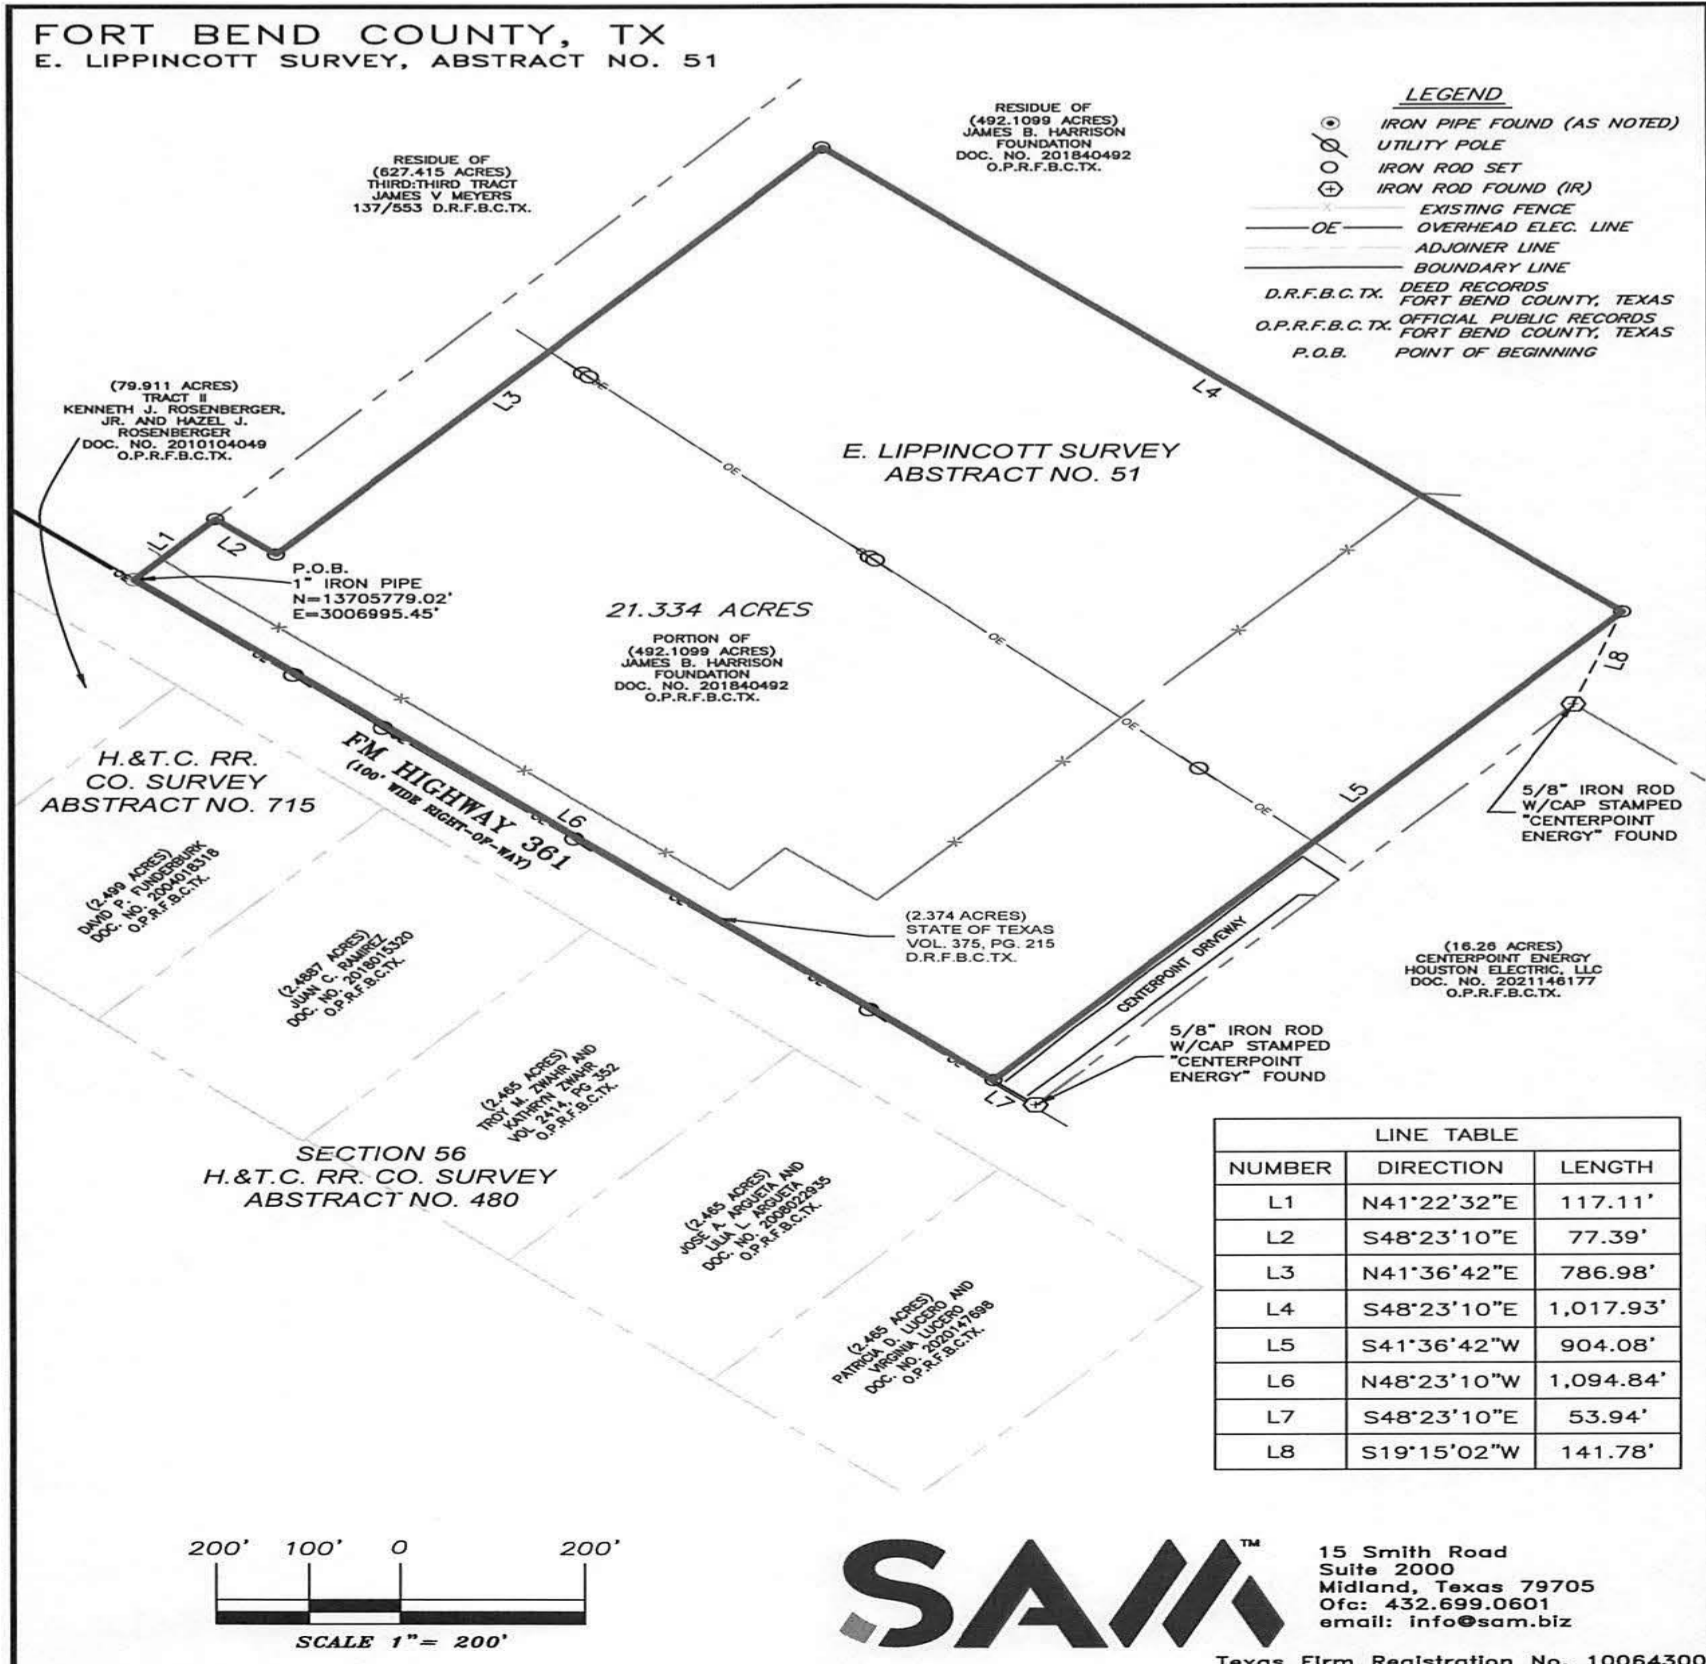 FORT BEND COUNTY, TX
E. LIPPINCOTT SURVEY, ABSTRACT NO. 51
RESIDUE OF
(627.415 ACRES)
THIRD:THIRD TRACT
JAMES V MEYERS
137/553 D.R.F.B.C.TX.
RESIDUE OF
(492.1099 ACRES)
JAMES B. HARRISON
FOUNDATION
DOC. NO. 201840492
O.P.R.F.B.C.TX.
LEGEND
IRON PIPE FOUND (AS NOTED)
UTILITY POLE
IRON ROD SET
IRON ROD FOUND (IR)
EXISTING FENCE
OE OVERHEAD ELEC. LINE
ADJOINER LINE
BOUNDARY LINE
D.R.F.B.C.TX. DEED RECORDS
FORT BEND COUNTY, TEXAS
O.P.R.F.B.C.TX. OFFICIAL PUBLIC RECORDS
FORT BEND COUNTY, TEXAS
P.O.B. POINT OF BEGINNING
(79.911 ACRES)
TRACT II
KENNETH J. ROSENBERGER,
JR. AND HAZEL J.
ROSENBERGER
DOC. NO. 2010104049
O.P.R.F.B.C.TX.
L3
L4
OE
OE
E. LIPPINCOTT SURVEY
ABSTRACT NO. 51
L1
L2
P.O.B.
1" IRON PIPE
N=13705779.02'
E=3006995.45'
21.334 ACRES
PORTION OF
(492.1099 ACRES)
JAMES B. HARRISON
FOUNDATION
DOC. NO. 201840492
O.P.R.F.B.C.TX.
OE
OE
OE
L8
L5
5/8" IRON ROD
W/CAP STAMPED
"CENTERPOINT
ENERGY" FOUND
H.&T.C. RR.
CO. SURVEY
ABSTRACT NO. 715
FM HIGHWAY 361
(100' WIDE RIGHT-OF-WAY)
L6
(2.374 ACRES)
STATE OF TEXAS
VOL. 375, PG. 215
D.R.F.B.C.TX.
CENTERPOINT DRIVEWAY
(16.26 ACRES)
CENTERPOINT ENERGY
HOUSTON ELECTRIC, LLC
DOC. NO. 2021146177
O.P.R.F.B.C.TX.
5/8" IRON ROD
W/CAP STAMPED
"CENTERPOINT
ENERGY" FOUND
L7
(2.499 ACRES)
DAVID P. FUNDERBURK
DOC. NO. 2004018318
O.P.R.F.B.C.TX.
(2.4887 ACRES)
JUAN C. RAMIREZ
DOC. NO. 2018015320
O.P.R.F.B.C.TX.
(2.465 ACRES)
TROY M. ZWAHR AND
KATHRYN ZWAHR
VOL 2414, PG 352
O.P.R.F.B.C.TX.
SECTION 56
H.&T.C. RR. CO. SURVEY
ABSTRACT NO. 480
(2.465 ACRES)
JOSE A. ARGUETA AND
LILIA L. ARGUETA
DOC. NO. 2008022935
O.P.R.F.B.C.TX.
(2.465 ACRES)
PATRICIA D. LUCERO AND
VIRGINIA LUCERO
DOC. NO. 2020147698
O.P.R.F.B.C.TX.
LINE TABLE
NUMBER DIRECTION LENGTH
L1 N41°22'32"E 117.11'
L2 S48°23'10"E 77.39'
L3 N41°36'42"E 786.98'
L4 S48°23'10"E 1,017.93'
L5 S41°36'42"W 904.08'
L6 N48°23'10"W 1,094.84'
L7 S48°23'10"E 53.94'
L8 S19°15'02"W 141.78'
200' 100' 0 200'
SCALE 1"= 200'
SAM™
15 Smith Road
Suite 2000
Midland, Texas 79705
Ofc: 432.699.0601
email: info@sam.biz
Texas Firm Registration No. 10064300